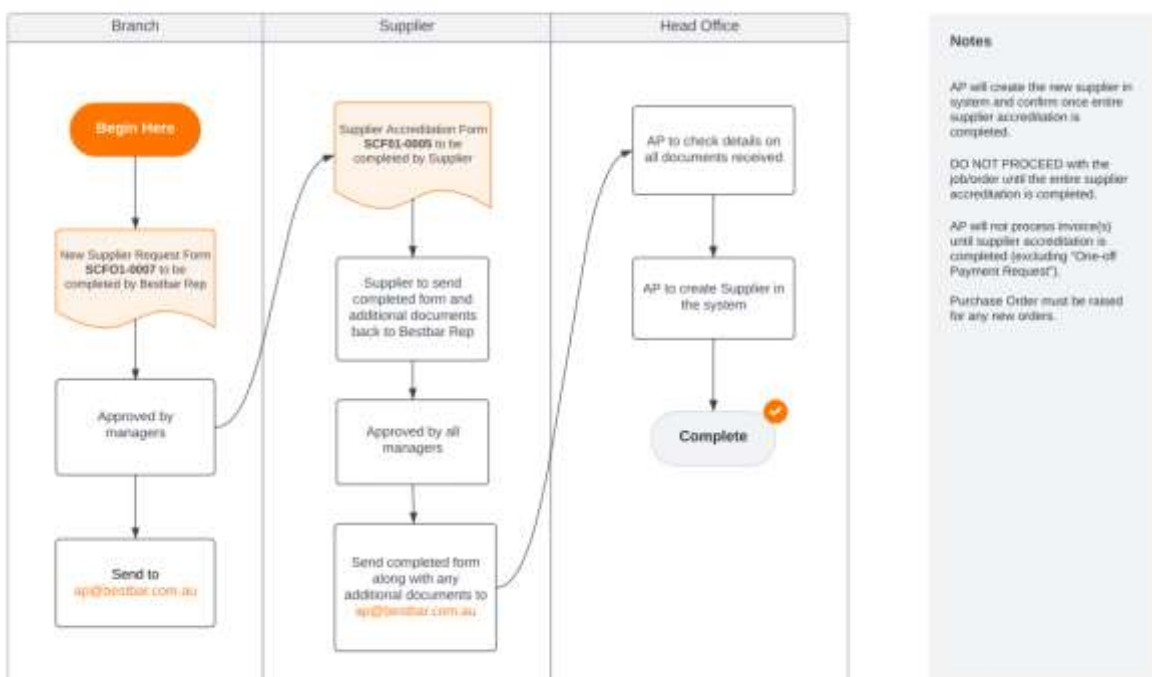 Branch
Supplier
Head Office
Begin Here
New Supplier Request Form
SCFO1-0007 to be
completed by Bestbar Rep
Approved by
managers
Send to
ap@bestbar.com.au
Supplier Accreditation Form
SCF01-0005 to be
completed by Supplier
Supplier to send
completed form and
additional documents
back to Bestbar Rep
Approved by all
managers
Send completed form
along with any
additional documents to
ap@bestbar.com.au
AP to check details on
all documents received
AP to create Supplier in
the system
Complete
Notes
AP will create the new supplier in
system and confirm once entire
supplier accreditation is
completed.
DO NOT PROCEED with the
job/order until the entire supplier
accreditation is completed.
AP will not process invoice(s)
until supplier accreditation is
completed (excluding "One-off
Payment Request").
Purchase Order must be raised
for any new orders.